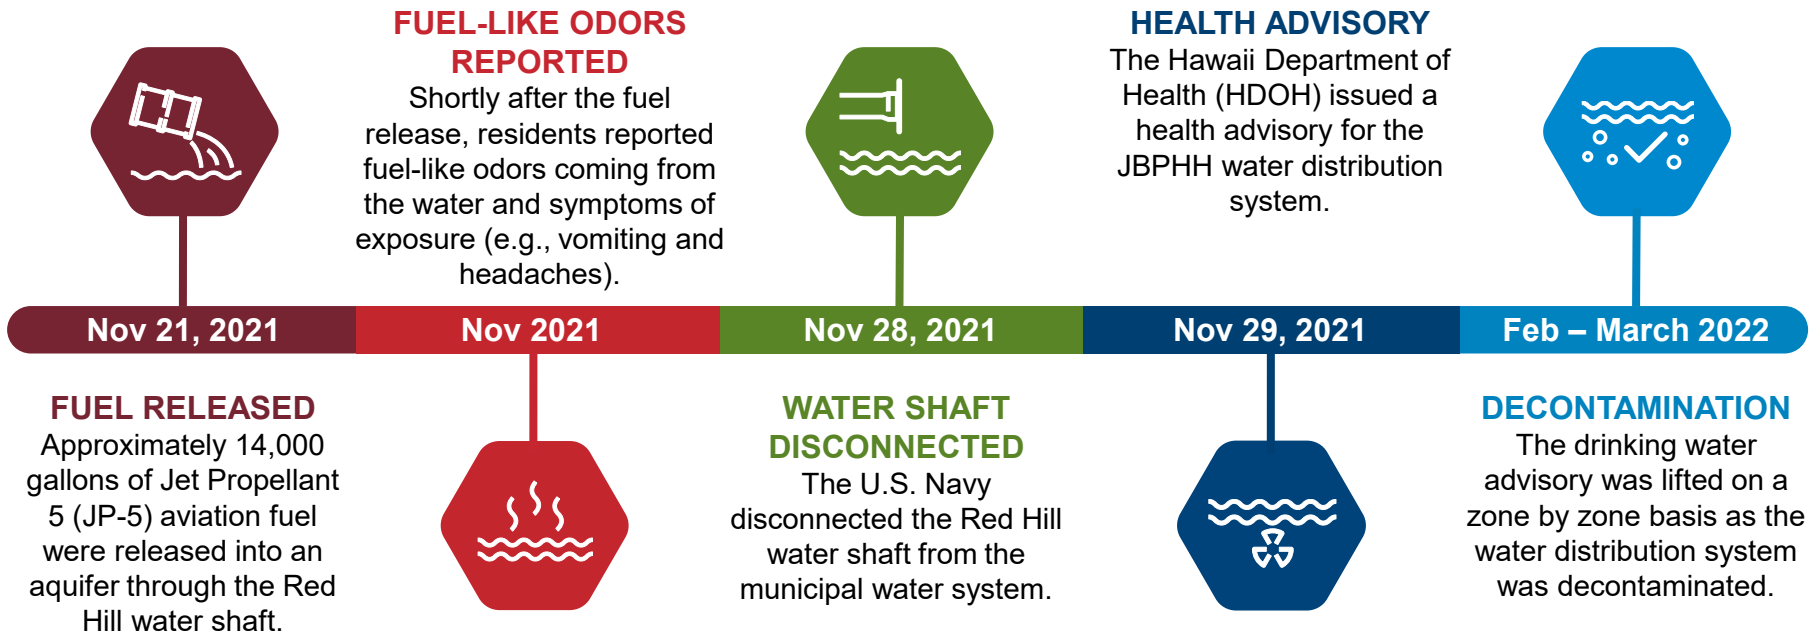 FUEL-LIKE ODORS
REPORTED
Shortly after the fuel
release, residents reported
fuel-like odors coming from
the water and symptoms of
exposure (e.g., vomiting and
headaches).
HEALTH ADVISORY
The Hawaii Department of
Health (HDOH) issued a
health advisory for the
JBPHH water distribution
system.
Nov 21, 2021
Nov 2021
Nov 28, 2021
Nov 29, 2021
Feb – March 2022
FUEL RELEASED
Approximately 14,000
gallons of Jet Propellant
5 (JP-5) aviation fuel
were released into an
aquifer through the Red
Hill water shaft.
WATER SHAFT
DISCONNECTED
The U.S. Navy
disconnected the Red Hill
water shaft from the
municipal water system.
DECONTAMINATION
The drinking water
advisory was lifted on a
zone by zone basis as the
water distribution system
was decontaminated.